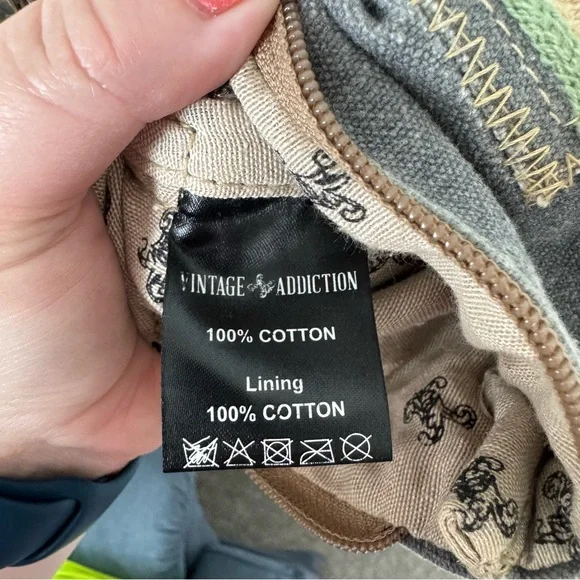 VINTAGE ADDICTION
100% COTTON
Lining
100% COTTON